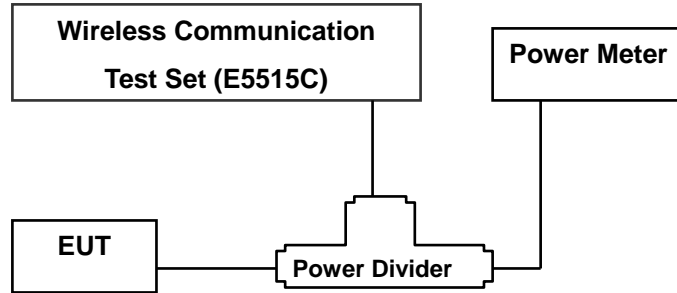 Wireless Communication
Test Set (E5515C)
Power Meter
EUT
Power Divider